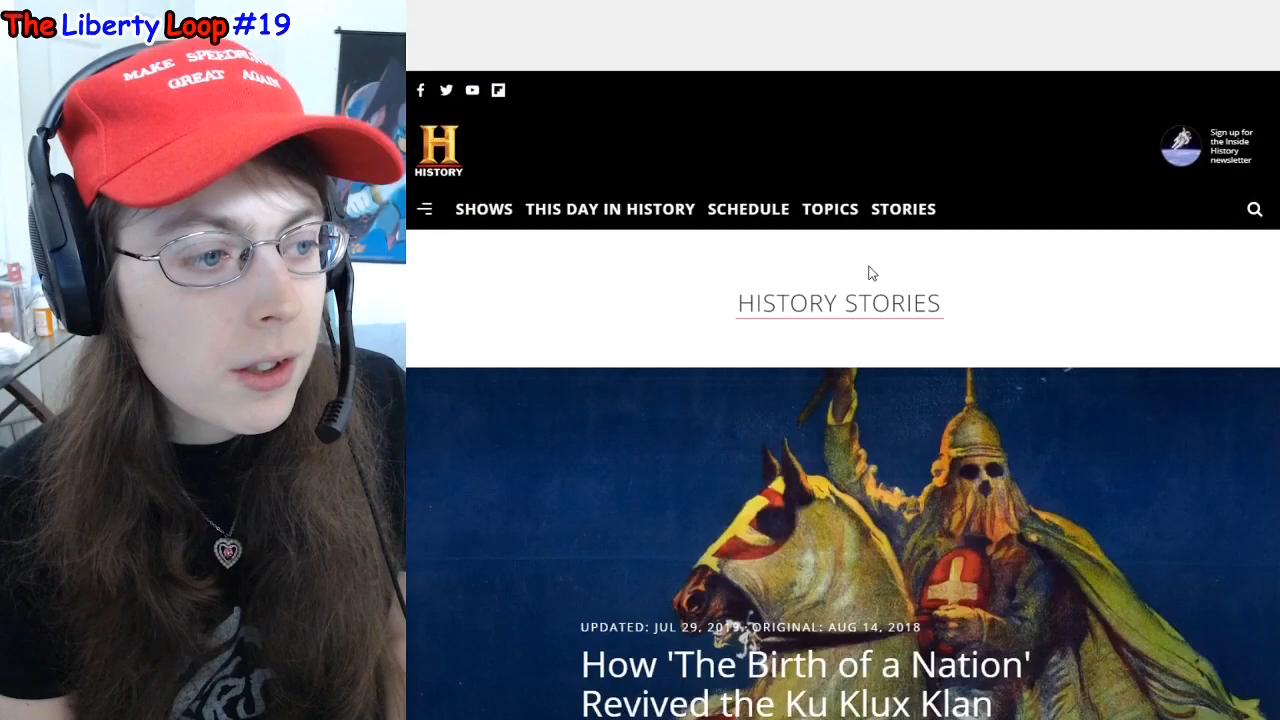 The Liberty Loop #19
MAKE
GREAT AGAIN
H
HISTORY
Sign up for
the Inside
History
newsletter
SHOWS THIS DAY IN HISTORY SCHEDULE TOPICS STORIES
HISTORY STORIES
UPDATED: JUL 29, 2019 · ORIGINAL: AUG 14, 2018
How 'The Birth of a Nation'
Revived the Ku Klux Klan